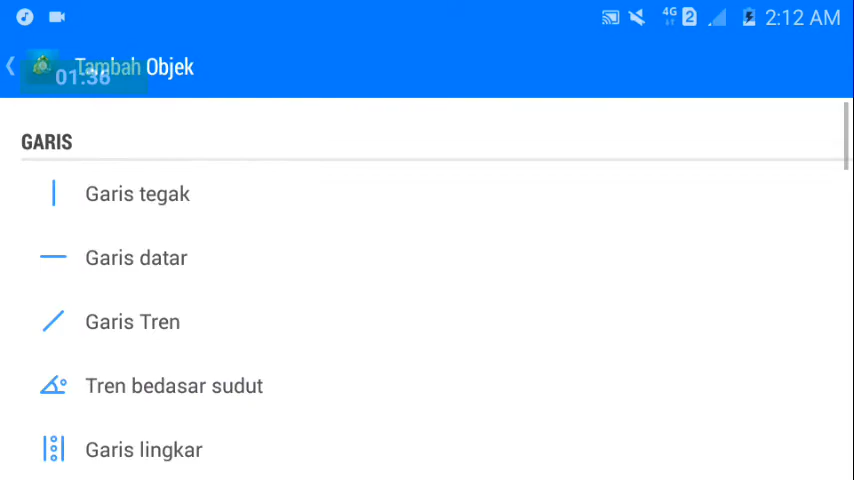 4G 2 2:12 AM
Tambah Objek
01:36
GARIS
Garis tegak
Garis datar
Garis Tren
Tren bedasar sudut
Garis lingkar